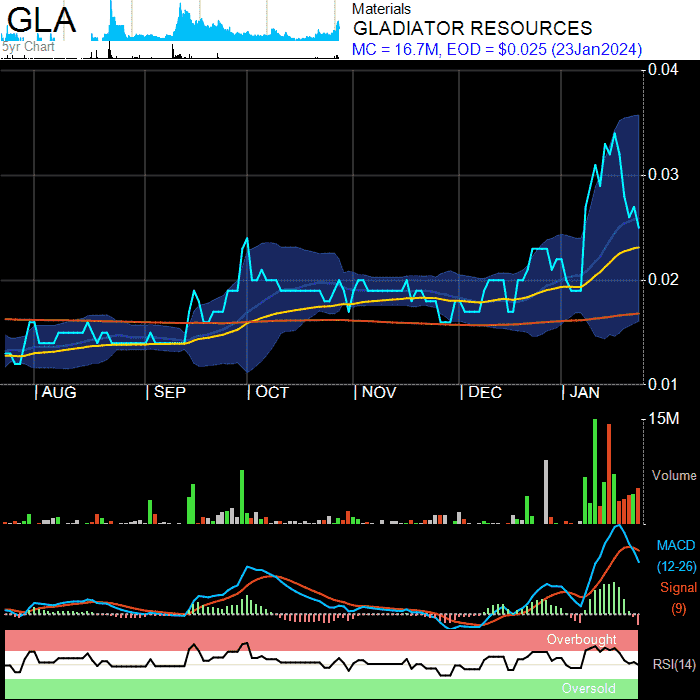 GLA
5yr Chart
Materials
GLADIATOR RESOURCES
MC = 16.7M, EOD = $0.025 (23Jan2024)
0.04
0.03
0.02
0.01
AUG SEP OCT NOV DEC JAN
15M
Volume
MACD
(12-26)
Signal
(9)
Overbought
RSI(14)
Oversold